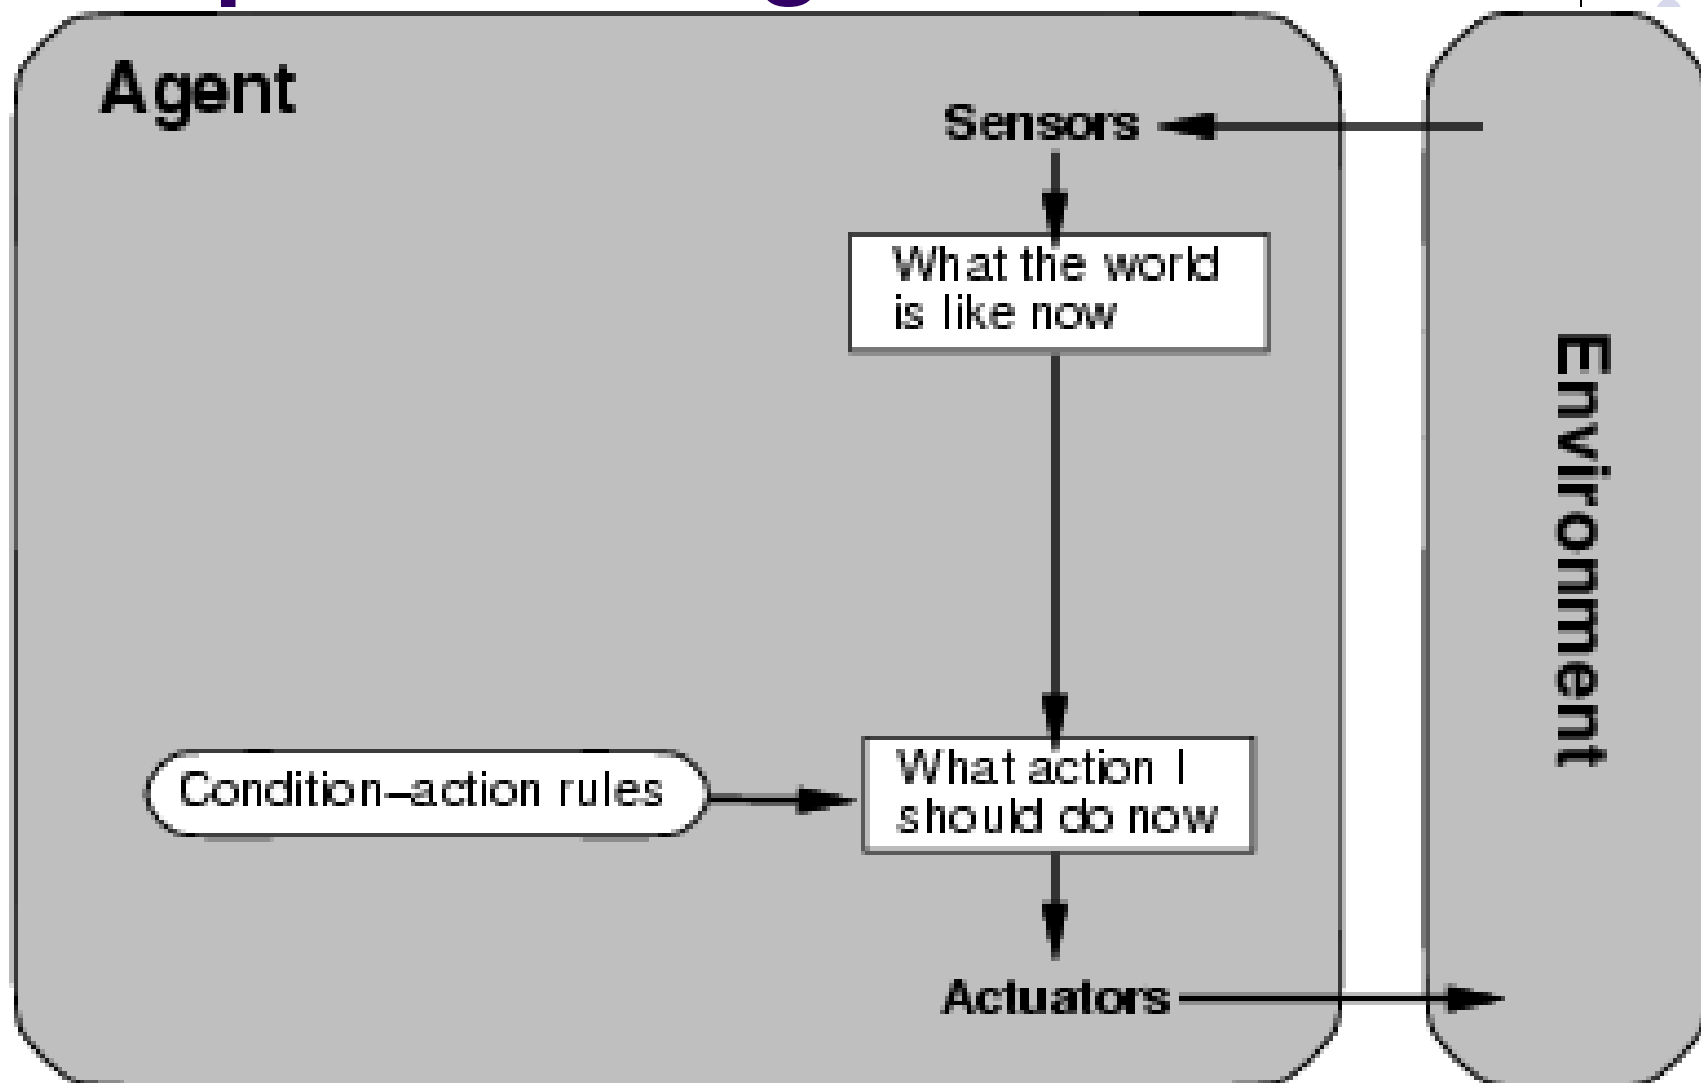 Agent
Sensors
What the world
is like now
Environment
Condition–action rules
What action I
should do now
Actuators